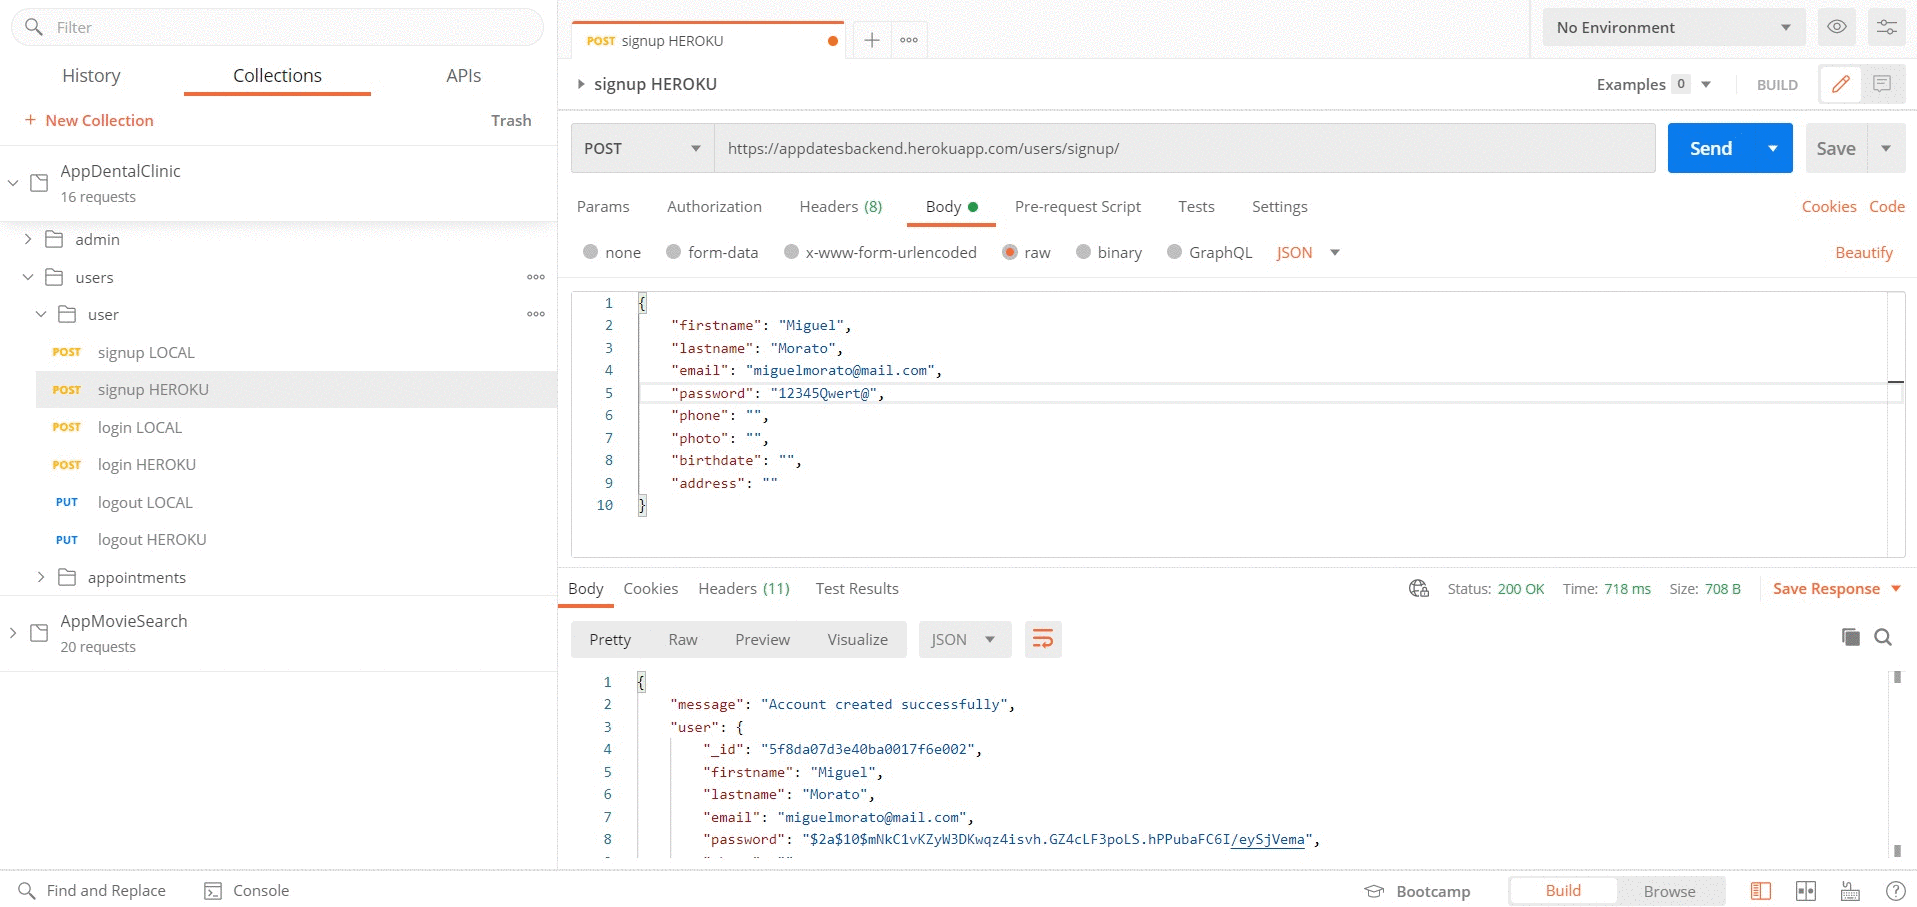 Filter
History Collections APIs
+ New Collection Trash
AppDentalClinic
16 requests
admin
users
user
POST signup LOCAL
POST signup HEROKU
POST login LOCAL
POST login HEROKU
PUT logout LOCAL
PUT logout HEROKU
appointments
AppMovieSearch
20 requests
POST signup HEROKU
No Environment
signup HEROKU
Examples 0 BUILD
POST https://appdatesbackend.herokuapp.com/users/signup/ Send Save
Params Authorization Headers (8) Body Pre-request Script Tests Settings Cookies Code
none form-data x-www-form-urlencoded raw binary GraphQL JSON Beautify
1 {
2 "firstname": "Miguel",
3 "lastname": "Morato",
4 "email": "miguelmorato@mail.com",
5 "password": "12345Qwert@",
6 "phone": "",
7 "photo": "",
8 "birthdate": "",
9 "address": ""
10 }
Body Cookies Headers (11) Test Results Status: 200 OK Time: 718 ms Size: 708 B Save Response
Pretty Raw Preview Visualize JSON
1 {
2 "message": "Account created successfully",
3 "user": {
4 "_id": "5f8da07d3e40ba0017f6e002",
5 "firstname": "Miguel",
6 "lastname": "Morato",
7 "email": "miguelmorato@mail.com",
8 "password": "$2a$10$mNkC1vKZyW3DKwqz4isvh.GZ4cLF3poLS.hPPubaFC6I/eySjVema",
Find and Replace Console Bootcamp Build Browse